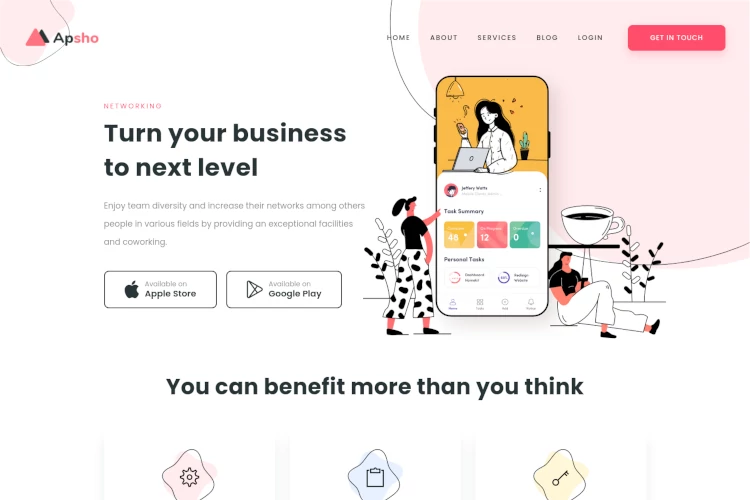 Apsho
HOME
ABOUT
SERVICES
BLOG
LOGIN
GET IN TOUCH
NETWORKING
Turn your business
to next level
Enjoy team diversity and increase their networks among others
people in various fields by providing an exceptional facilities
and coworking.
Available on
Apple Store
Available on
Google Play
Jeffery Watts
Task Summary
46
12
0
Personal Tasks
Dashboard
Redesign
Website
You can benefit more than you think